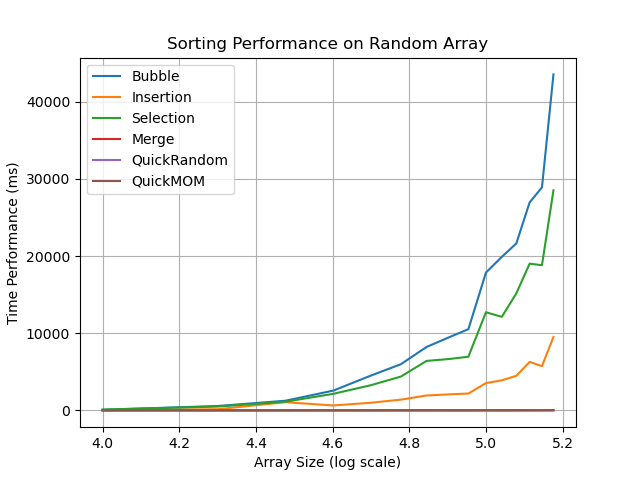 Sorting Performance on Random Array
Bubble
Insertion
Selection
Merge
QuickRandom
QuickMOM
40000
30000
20000
10000
0
Time Performance (ms)
4.0 4.2 4.4 4.6 4.8 5.0 5.2
Array Size (log scale)